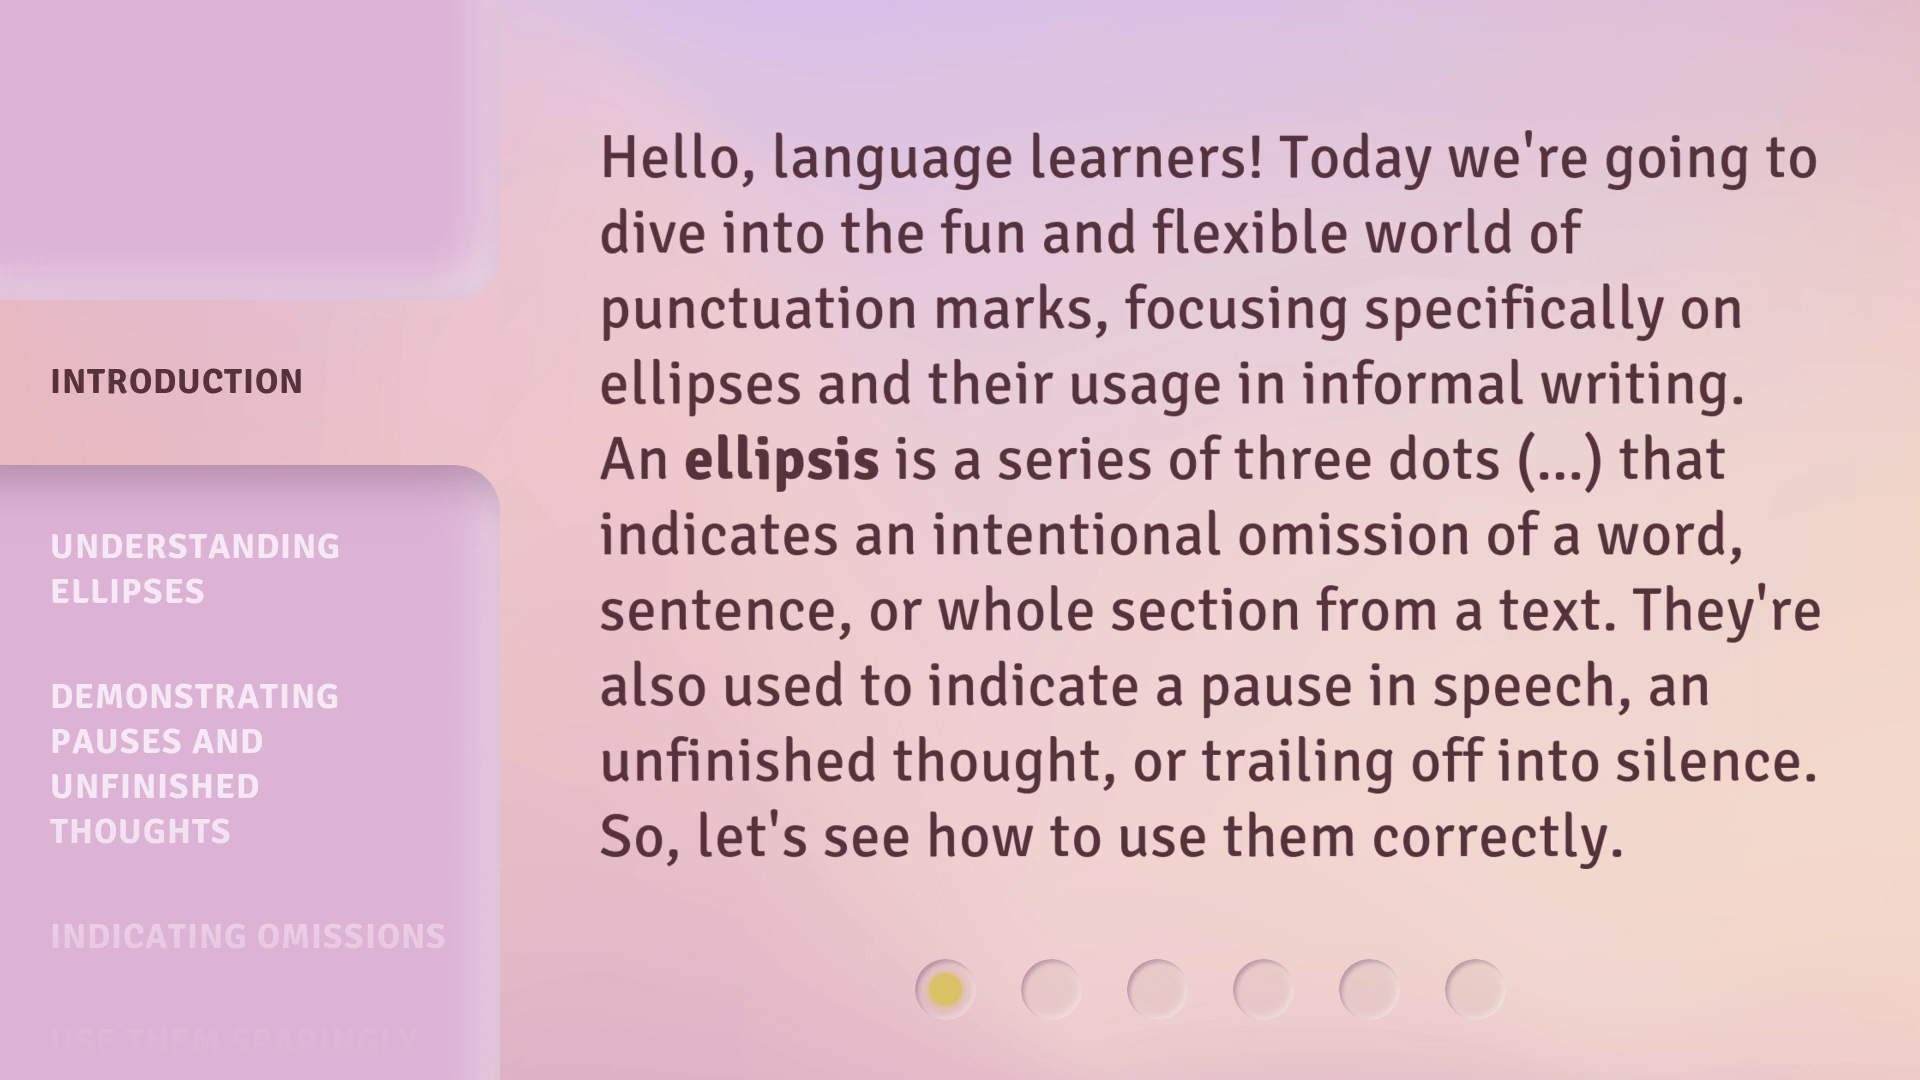 INTRODUCTION
UNDERSTANDING
ELLIPSES
DEMONSTRATING
PAUSES AND
UNFINISHED
THOUGHTS
INDICATING OMISSIONS
USE THEM SPARINGLY
Hello, language learners! Today we're going to
dive into the fun and flexible world of
punctuation marks, focusing specifically on
ellipses and their usage in informal writing.
An ellipsis is a series of three dots (...) that
indicates an intentional omission of a word,
sentence, or whole section from a text. They're
also used to indicate a pause in speech, an
unfinished thought, or trailing off into silence.
So, let's see how to use them correctly.